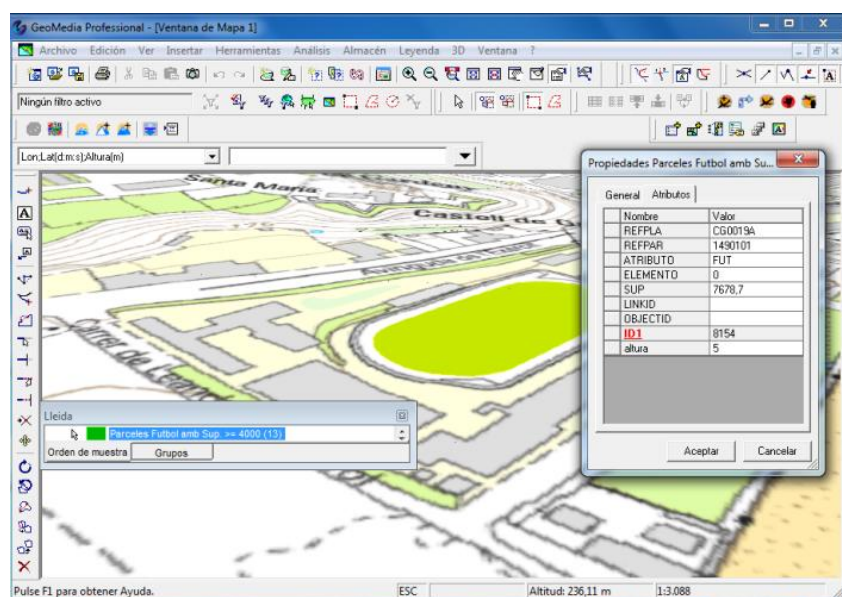 GeoMedia Professional - [Ventana de Mapa 1]
Archivo Edición Ver Insertar Herramientas Análisis Almacén Leyenda 3D Ventana ?
Ningún filtro activo
Lon;Lat(d:m:s);Altura(m)
Propiedades Parceles Futbol amb Su...
General Atributos
Nombre Valor
REFPLA CG0019A
REFPAR 1490101
ATRIBUTO FUT
ELEMENTO 0
SUP 7678,7
LINKID
OBJECTID
ID1 8154
altura 5
Aceptar Cancelar
Santa Maria
Castell de
Carrer de
Lleida
Parceles Futbol amb Sup. >= 4000 (13)
Orden de muestra Grupos
Pulse F1 para obtener Ayuda. ESC Altitud: 236,11 m 1:3.088